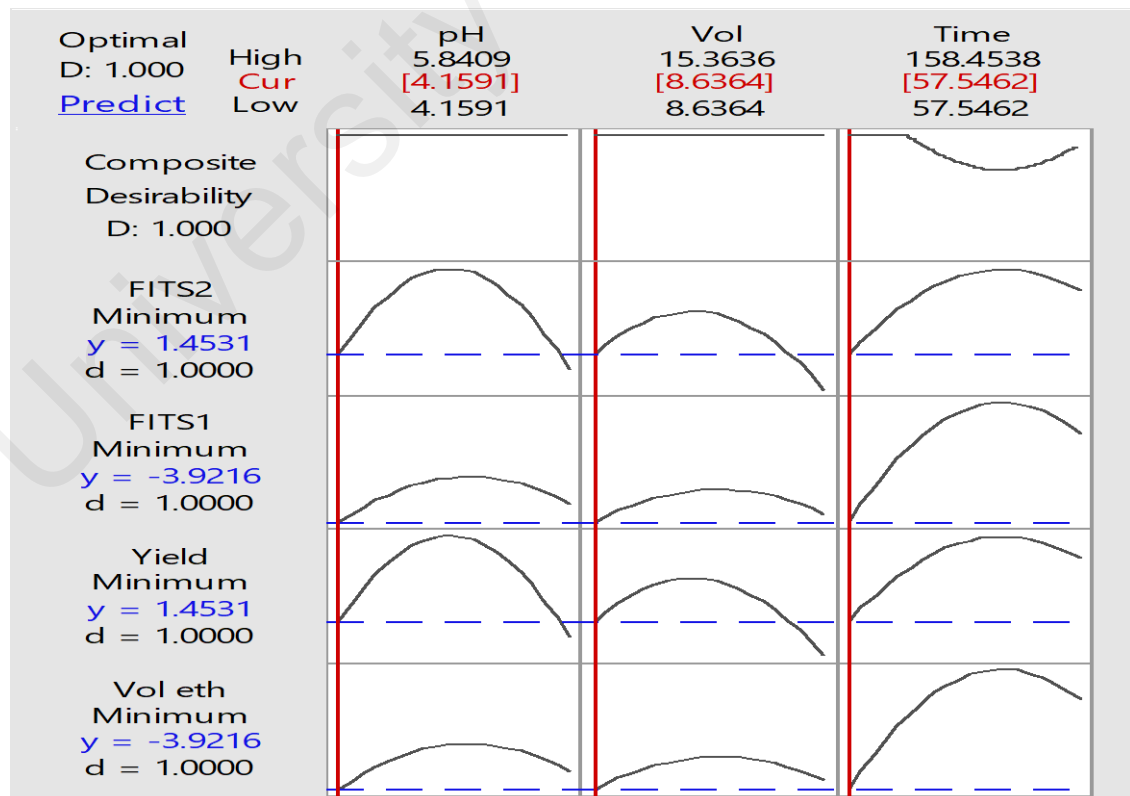 Optimal
D: 1.000
Predict
High
Cur
Low
pH
5.8409
[4.1591]
4.1591
Vol
15.3636
[8.6364]
8.6364
Time
158.4538
[57.5462]
57.5462
Composite
Desirability
D: 1.000
FITS2
Minimum
y = 1.4531
d = 1.0000
FITS1
Minimum
y = -3.9216
d = 1.0000
Yield
Minimum
y = 1.4531
d = 1.0000
Vol eth
Minimum
y = -3.9216
d = 1.0000
University